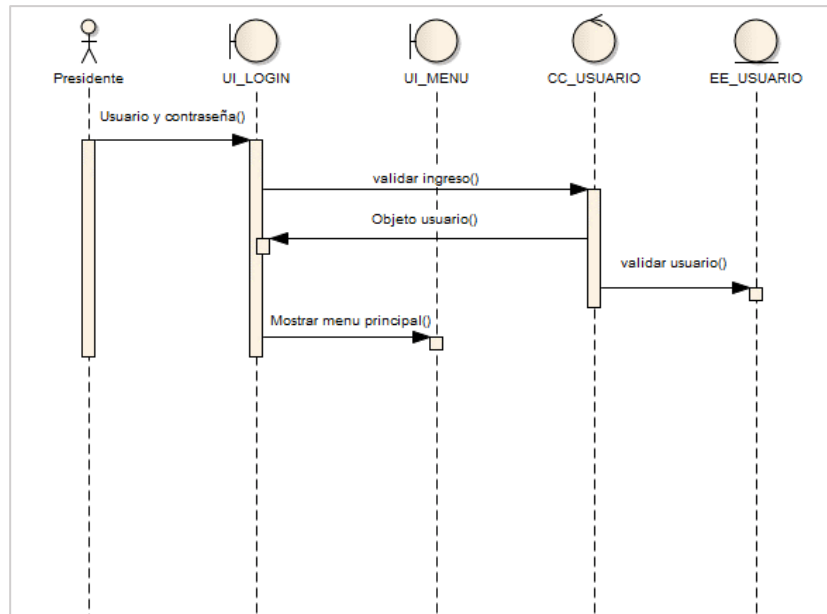 Presidente
UI_LOGIN
UI_MENU
CC_USUARIO
EE_USUARIO
Usuario y contraseña()
validar ingreso()
Objeto usuario()
validar usuario()
Mostrar menu principal()